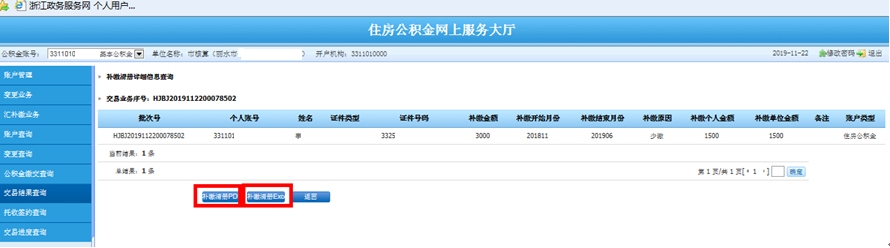 浙江政务服务网 个人用户...
住房公积金网上服务大厅
公积金账号： 3311010 基本公积金 单位名称：市核算（丽水市 开户机构：3311010000 2019-11-22 修改密码 退出
账户管理
变更业务
汇补缴业务
账户查询
变更查询
公积金缴交查询
交易结果查询
托收签约查询
交易进度查询
补缴清册详细信息查询
交易业务序号：HJBJ2019112200078502
批次号 个人账号 姓名 证件类型 证件号码 补缴金额 补缴开始月份 补缴结束月份 补缴原因 补缴个人金额 补缴单位金额 备注 账户类型
HJBJ2019112200078502 331101 3325 3000 201811 201906 少缴 1500 1500 住房公积金
当前结果：1 条
总结果：1 条 第 1 页/共 1 页[ 1 ] 确定
补缴清册PD 补缴清册Exc 返回